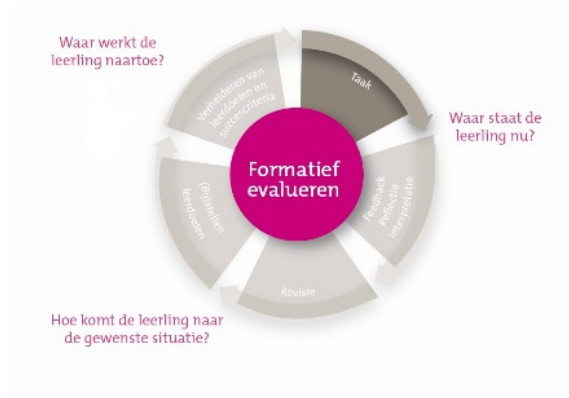 Waar werkt de
leerling naartoe?
Verhelderen van
leerdoelen en
succescriteria
Taak
Waar staat de
leerling nu?
Formatief
evalueren
Feedback
Reflectie
Interpretatie
(Bij)stellen
leerdoelen
Revisie
Hoe komt de leerling naar
de gewenste situatie?